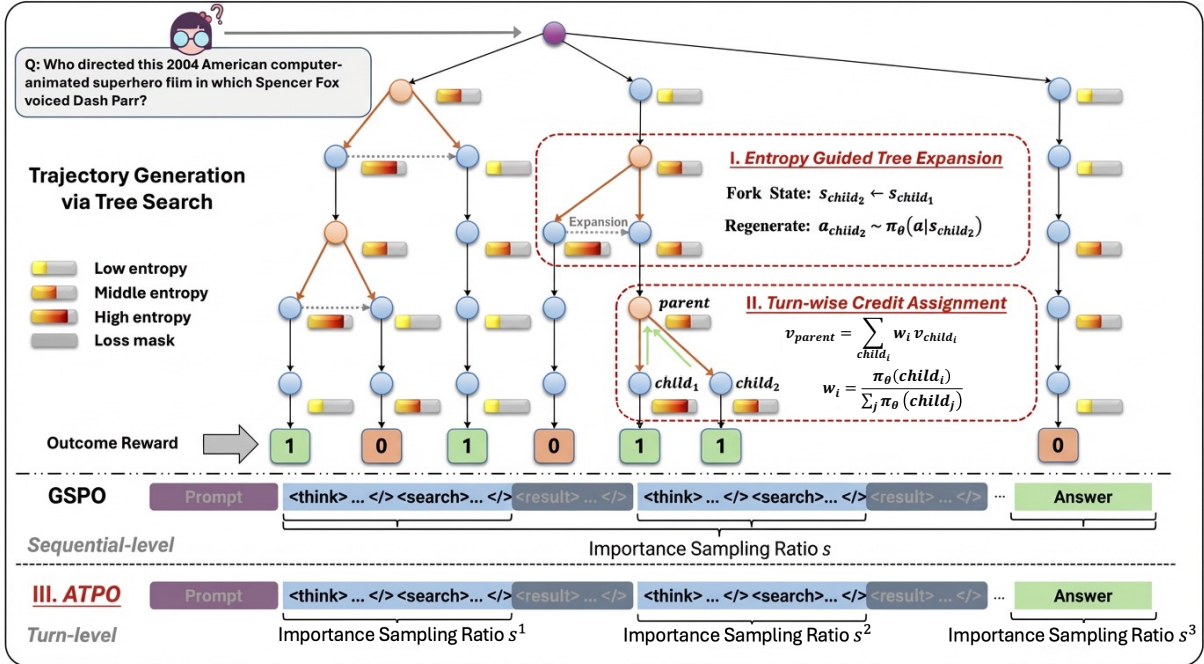 ?
Q: Who directed this 2004 American computer-
animated superhero fiim in which Spencer Fox
voiced Dash Parr?
Trajectory Generation
via Tree Search
Low entropy
Middle entropy
High entropy
Loss mask
I. Entropy Guided Tree Expansion
Fork State: s_child₂ ← s_child₁
Regenerate: a_chiid₂ ~ π_θ(a|s_child₂)
Expansion
II. Turn-wise Credit Assignment
parent
v_parent = ∑_child_i w_i v_child_i
w_i = π_θ(child_i) / ∑_j π_θ (child_j)
child₁
child₂
Outcome Reward
1 0 1 0 1 1 0
GSPO
Prompt <think> ... </> <search>... </> <result> ... </> <think> ... </> <search>... </> <result> ... </> ... Answer
Sequential-level
Importance Sampling Ratio s
III. ATPO
Prompt <think> ... </> <search>... </> <result> ... </> <think> ... </> <search>... </> <result> ... </> ... Answer
Turn-level
Importance Sampling Ratio s¹ Importance Sampling Ratio s² Importance Sampling Ratio s³